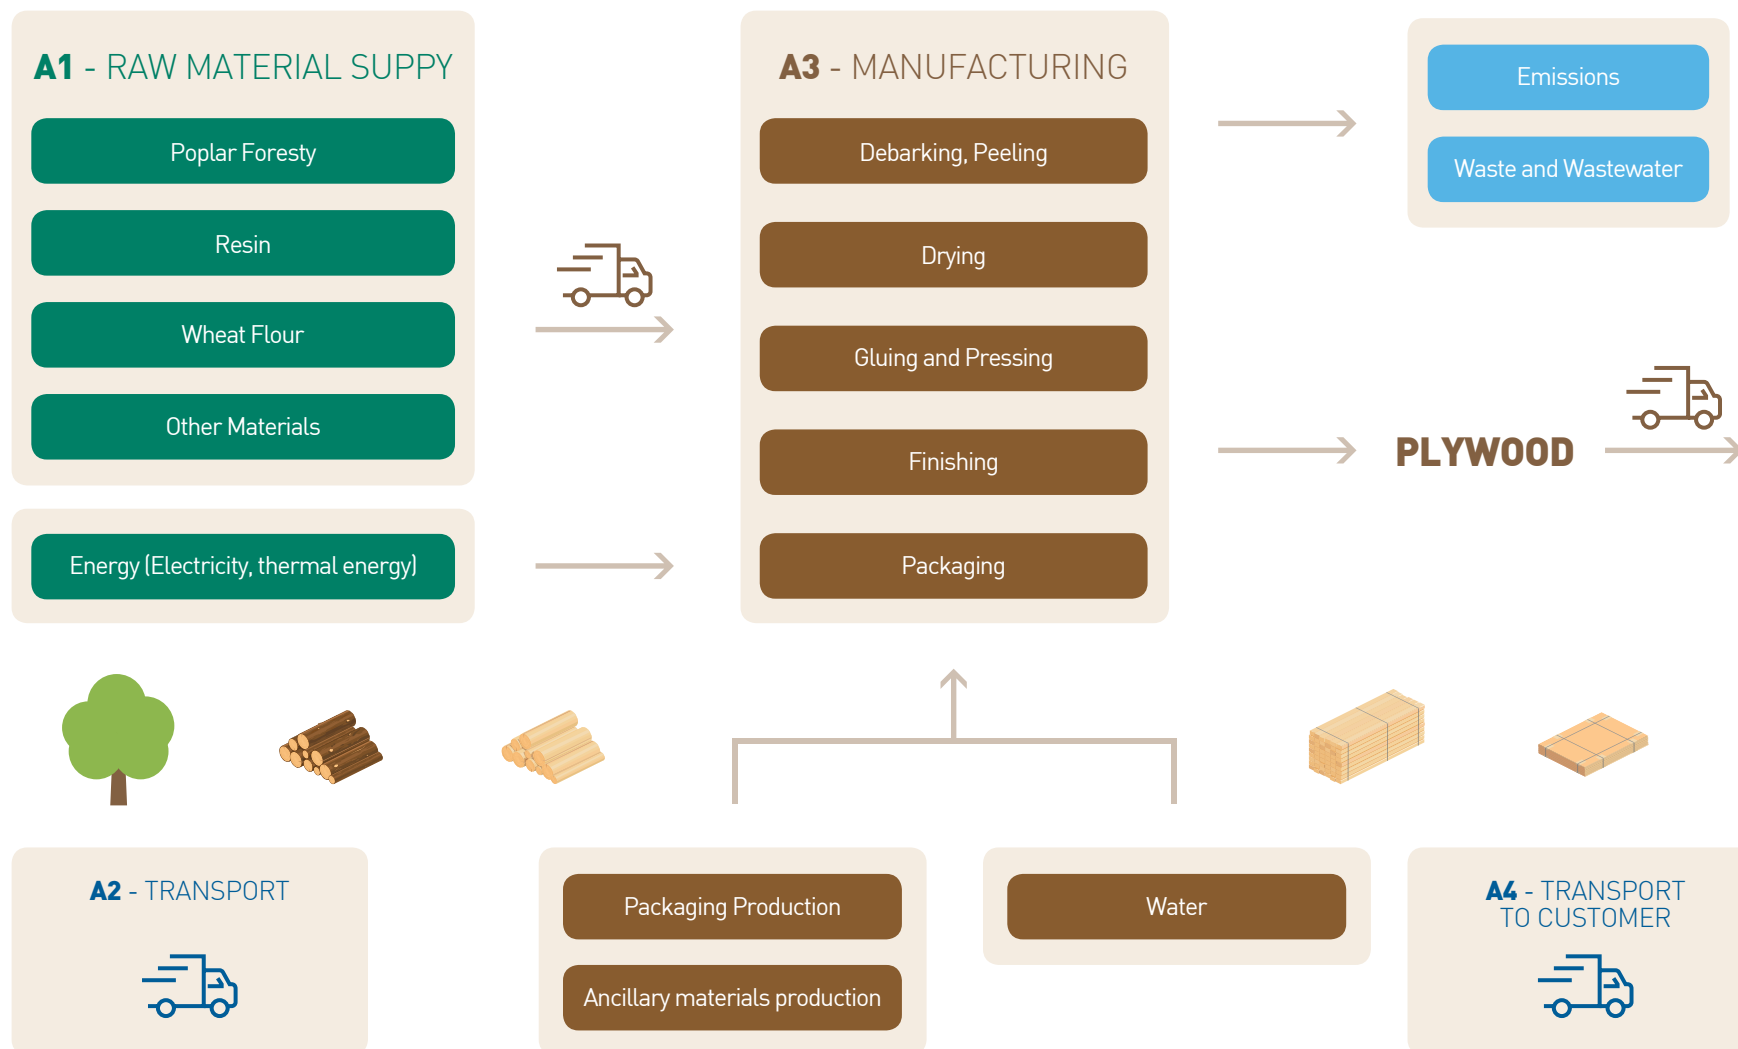 A1 - RAW MATERIAL SUPPY
Poplar Foresty
Resin
Wheat Flour
Other Materials
Energy (Electricity, thermal energy)
A3 - MANUFACTURING
Debarking, Peeling
Drying
Gluing and Pressing
Finishing
Packaging
Emissions
Waste and Wastewater
PLYWOOD
A2 - TRANSPORT
Packaging Production
Ancillary materials production
Water
A4 - TRANSPORT
TO CUSTOMER